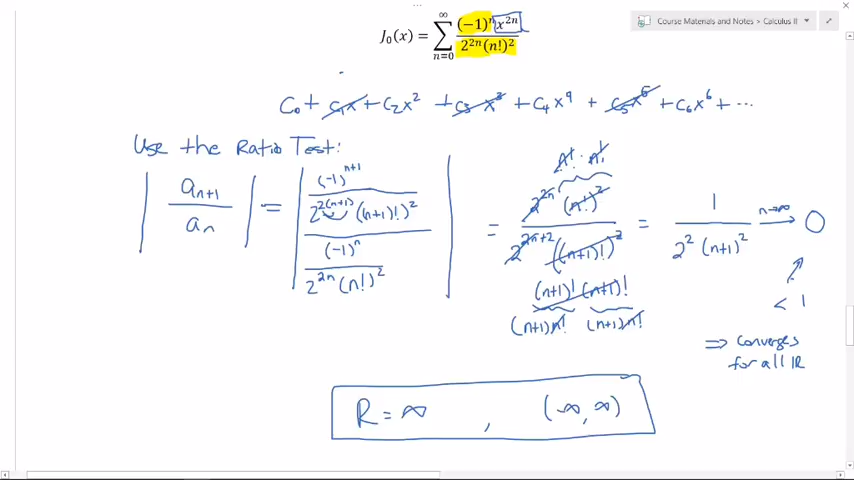 Course Materials and Notes > Calculus II
J₀(x) = ∑_{n=0}^{∞} (-1)ⁿx²ⁿ / 2²ⁿ(n!)²
C₀ + C₁x + C₂x² + C₃x³ + C₄x⁴ + C₅x⁵ + C₆x⁶ + ...
Use the Ratio Test:
| aₙ₊₁ / aₙ | = | ((-1)ⁿ⁺¹ / 2²⁽ⁿ⁺¹⁾(n+1)!)²) / ((-1)ⁿ / 2²ⁿ(n!)²) | = 2²ⁿ(n!)² / 2²ⁿ⁺²((n+1)!)² = 1 / 2²(n+1)² n→∞ → 0
n! · n!
(n+1)! (n+1)!
(n+1)n! (n+1)n!
< 1
⇒ Converges
for all ℝ
R = ∞ , (-∞, ∞)